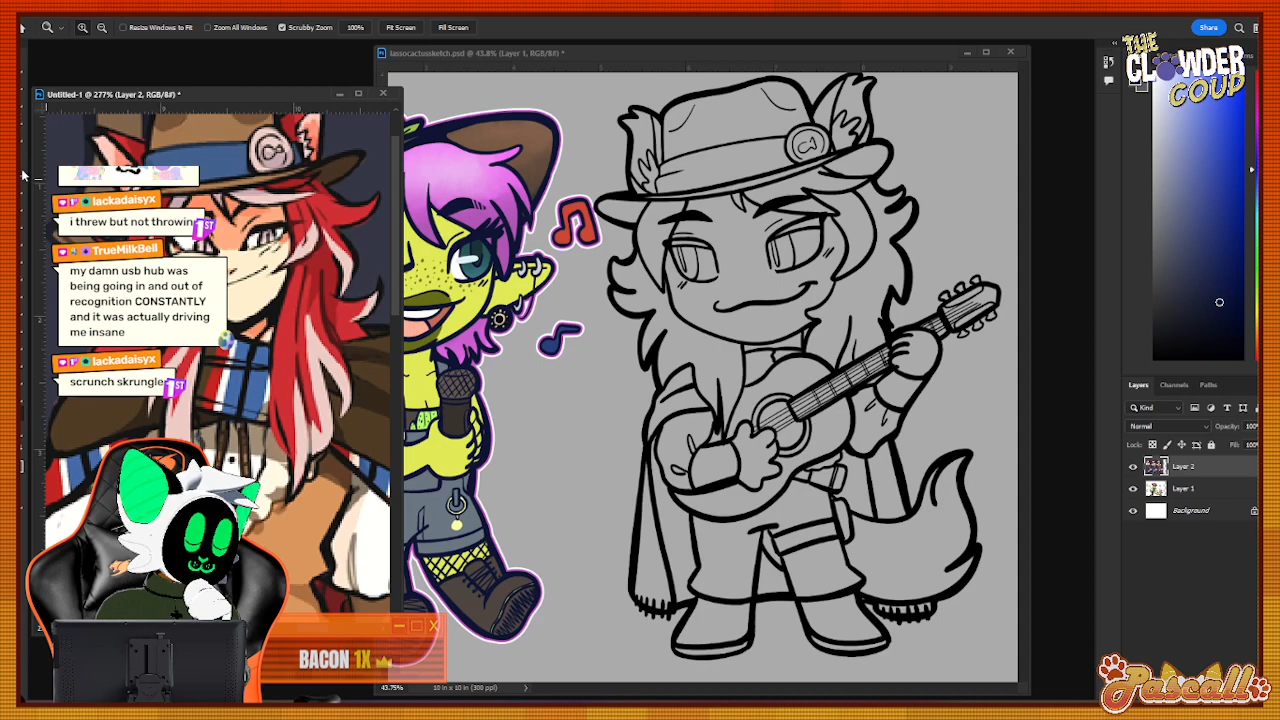 Resize Windows to Fit
Zoom All Windows
Scrubby Zoom
100%
Fit Screen
Fill Screen
Share
THE
CLOWDER
COUP
lassocactussketch.psd @ 43.8% (Layer 1, RGB/8#) *
Untitled-1 @ 277% (Layer 2, RGB/8#) *
lackadaisyx
i threw but not throwing
1ST
TrueMilkBell
my damn usb hub was
being going in and out of
recognition CONSTANTLY
and it was actually driving
me insane
lackadaisyx
scrunch skrungle
1ST
Layers
Channels
Paths
Kind
Normal
Opacity:
Lock:
Fill:
Layer 2
Layer 1
Background
BACON 1X
43.75%
10 in x 10 in (300 ppi)
Pascall